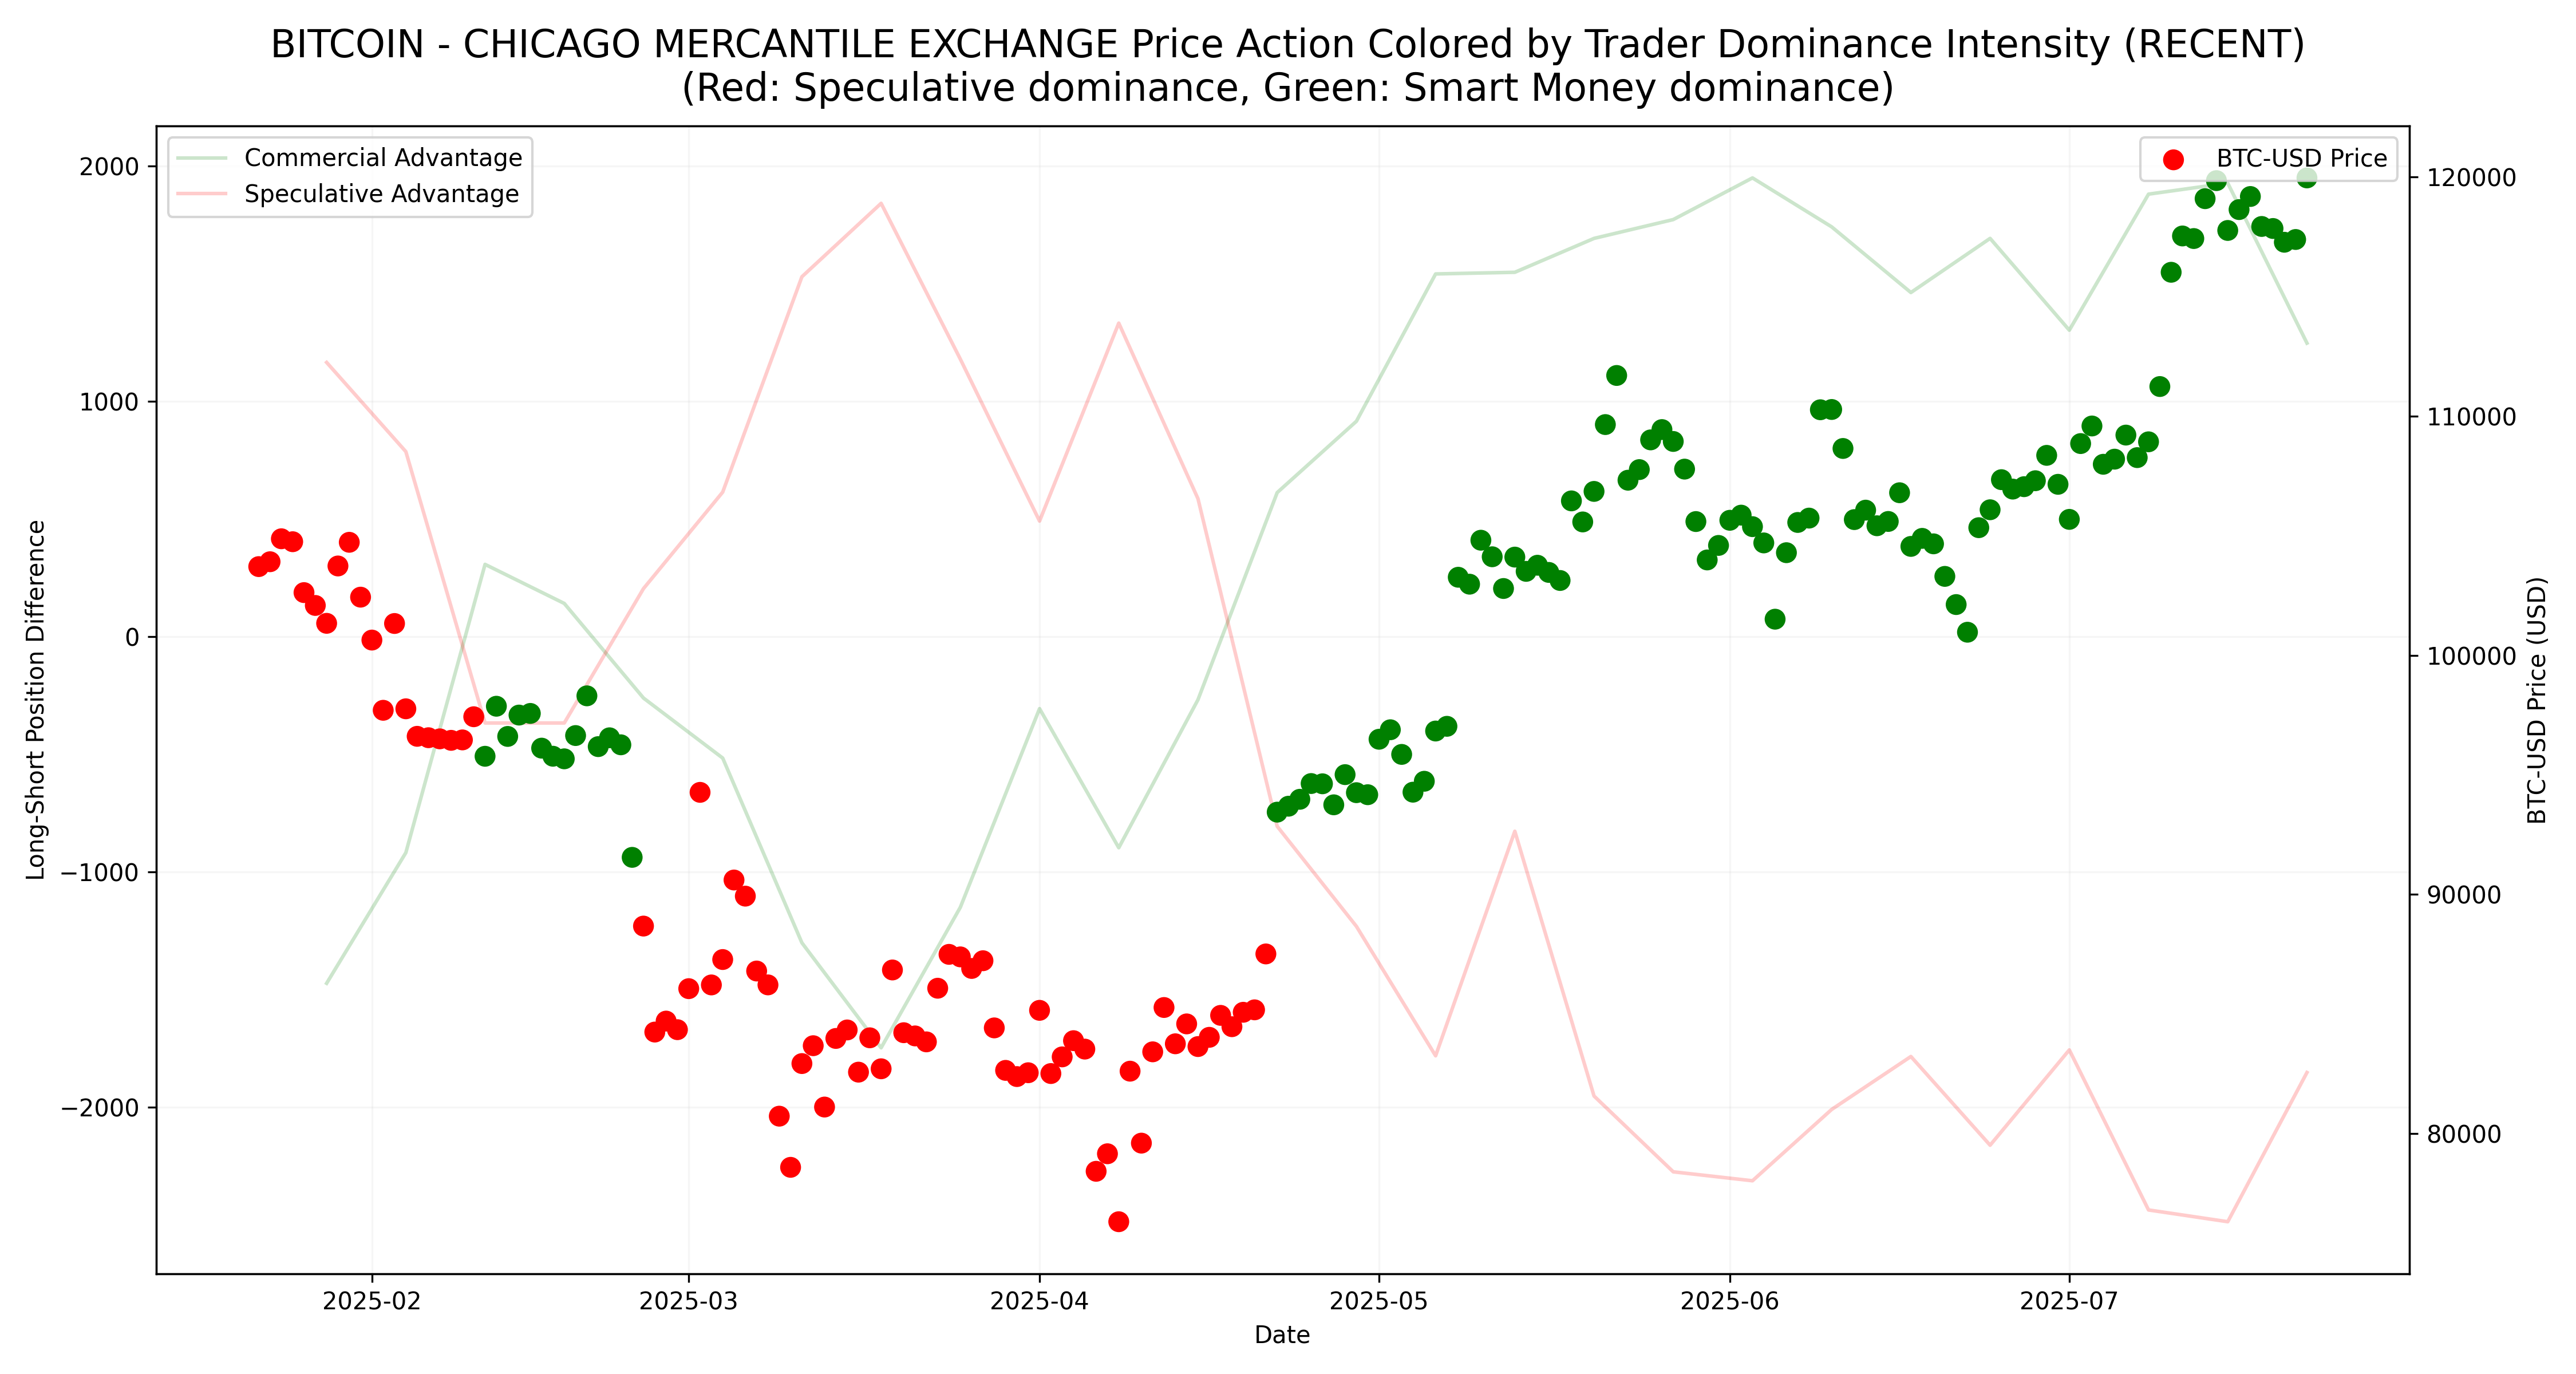 BITCOIN - CHICAGO MERCANTILE EXCHANGE Price Action Colored by Trader Dominance Intensity (RECENT)
(Red: Speculative dominance, Green: Smart Money dominance)
Commercial Advantage
Speculative Advantage
BTC-USD Price
Long-Short Position Difference
2000
1000
0
−1000
−2000
BTC-USD Price (USD)
120000
110000
100000
90000
80000
2025-02
2025-03
2025-04
2025-05
2025-06
2025-07
Date